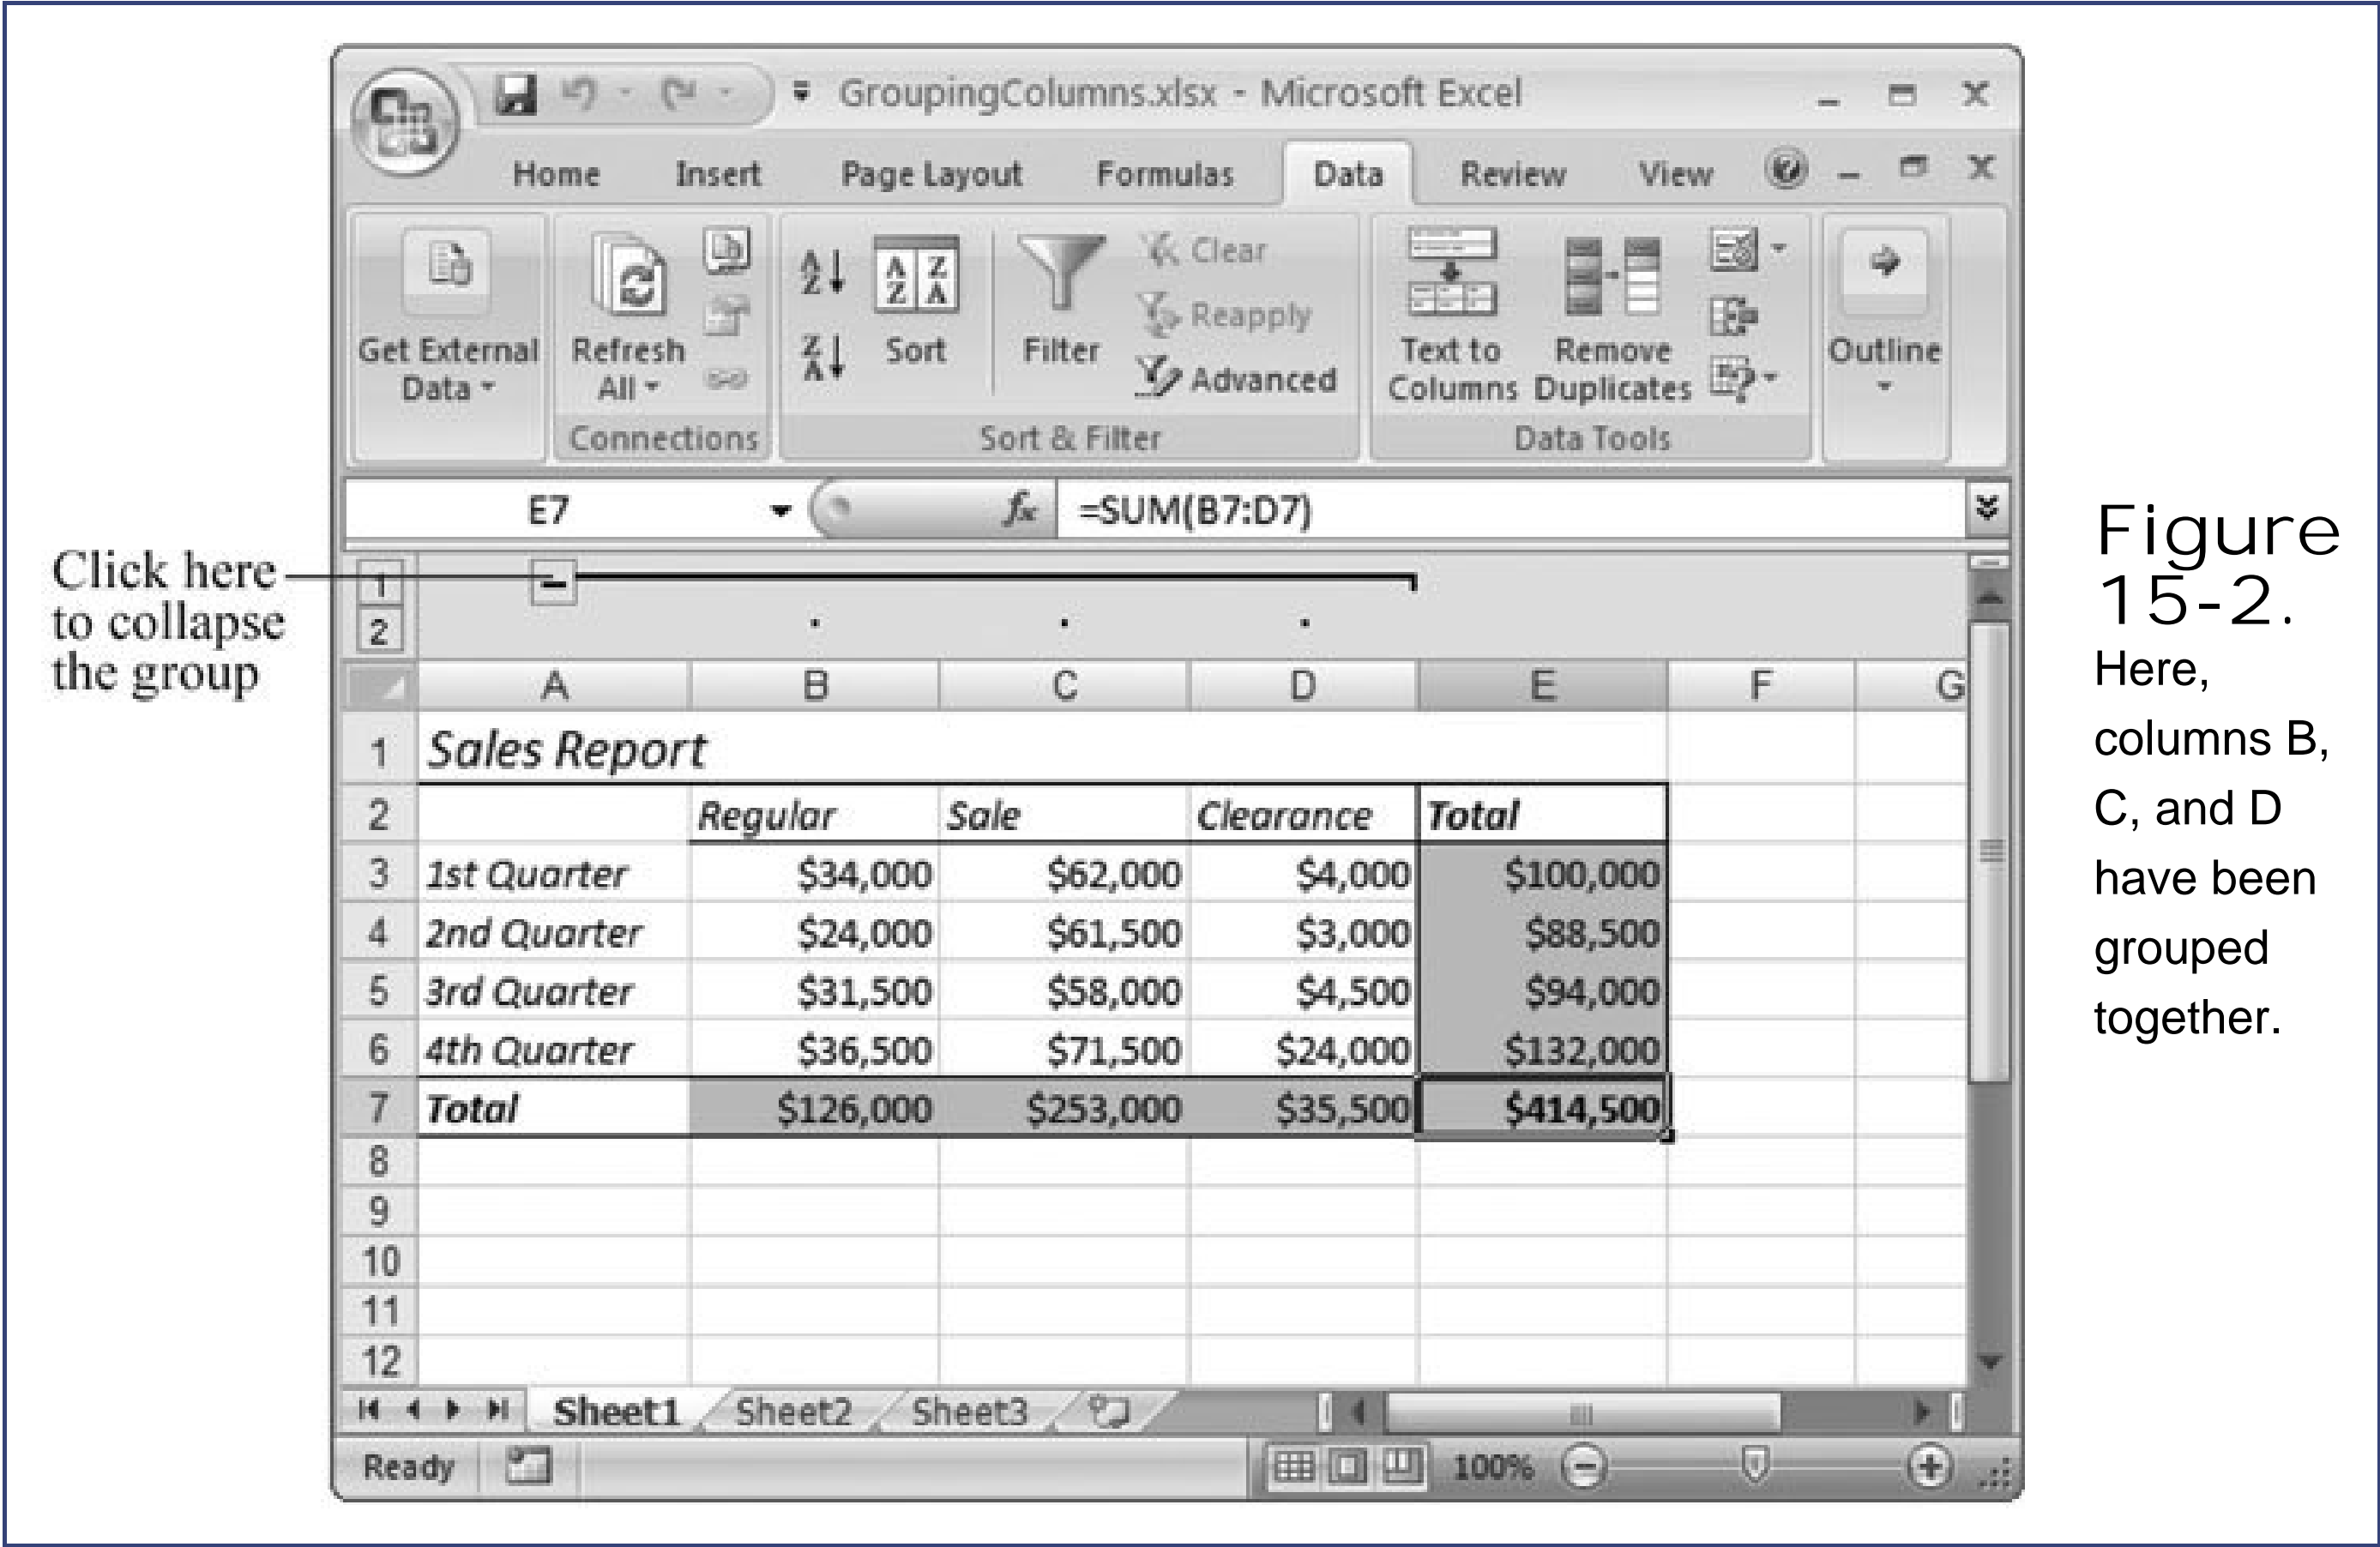 GroupingColumns.xlsx - Microsoft Excel
Home Insert Page Layout Formulas Data Review View
Clear
Reapply
Advanced
Get External
Data
Refresh
All
Sort
Filter
Text to
Columns
Remove
Duplicates
Outline
Connections
Sort & Filter
Data Tools
E7 fx =SUM(B7:D7)
Click here
to collapse
the group
1
2
A B C D E F G
1 Sales Report
2 Regular Sale Clearance Total
3 1st Quarter $34,000 $62,000 $4,000 $100,000
4 2nd Quarter $24,000 $61,500 $3,000 $88,500
5 3rd Quarter $31,500 $58,000 $4,500 $94,000
6 4th Quarter $36,500 $71,500 $24,000 $132,000
7 Total $126,000 $253,000 $35,500 $414,500
8
9
10
11
12
Sheet1 Sheet2 Sheet3
Ready 100%
Figure
15-2.
Here,
columns B,
C, and D
have been
grouped
together.